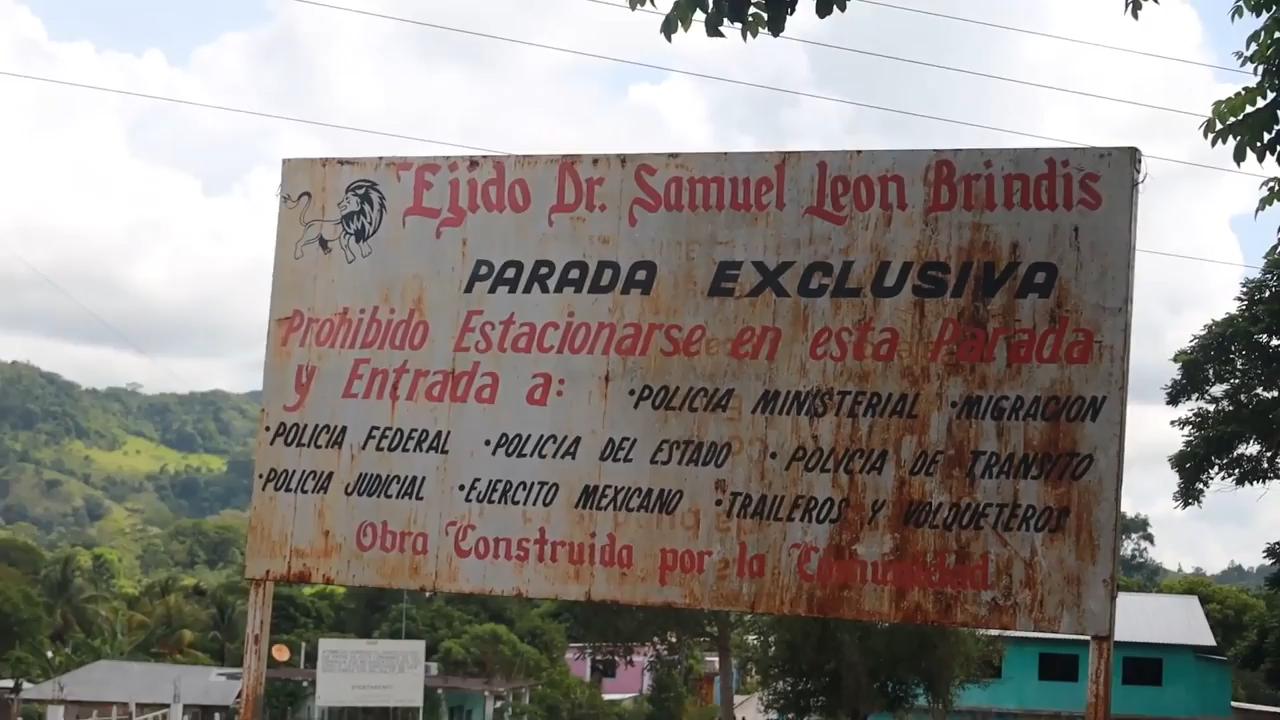 Ejido Dr. Samuel Leon Brindis
PARADA EXCLUSIVA
Prohibido Estacionarse en esta Parada
y Entrada a: •POLICIA MINISTERIAL •MIGRACION
•POLICIA FEDERAL •POLICIA DEL ESTADO •POLICIA DE TRANSITO
•POLICIA JUDICIAL •EJERCITO MEXICANO •TRAILEROS Y VOLQUETEROS
Obra Construida por la Comunidad